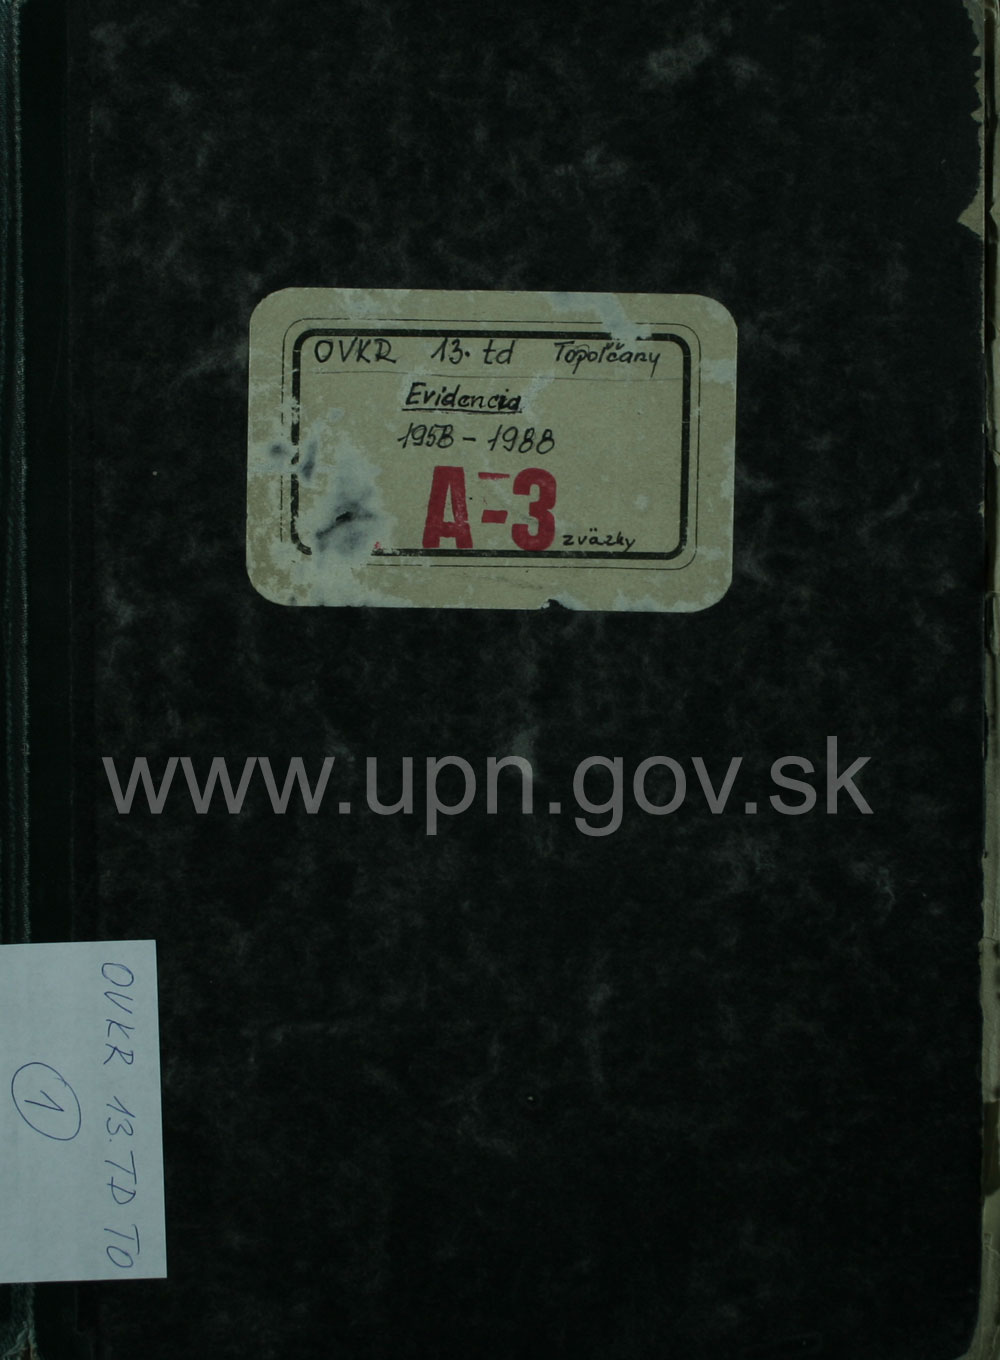 OVKR 13. td Topoľčany
Evidencia
1958 - 1988
A-3 zväzky
www.upn.gov.sk
OVKR 13. TD TO
1